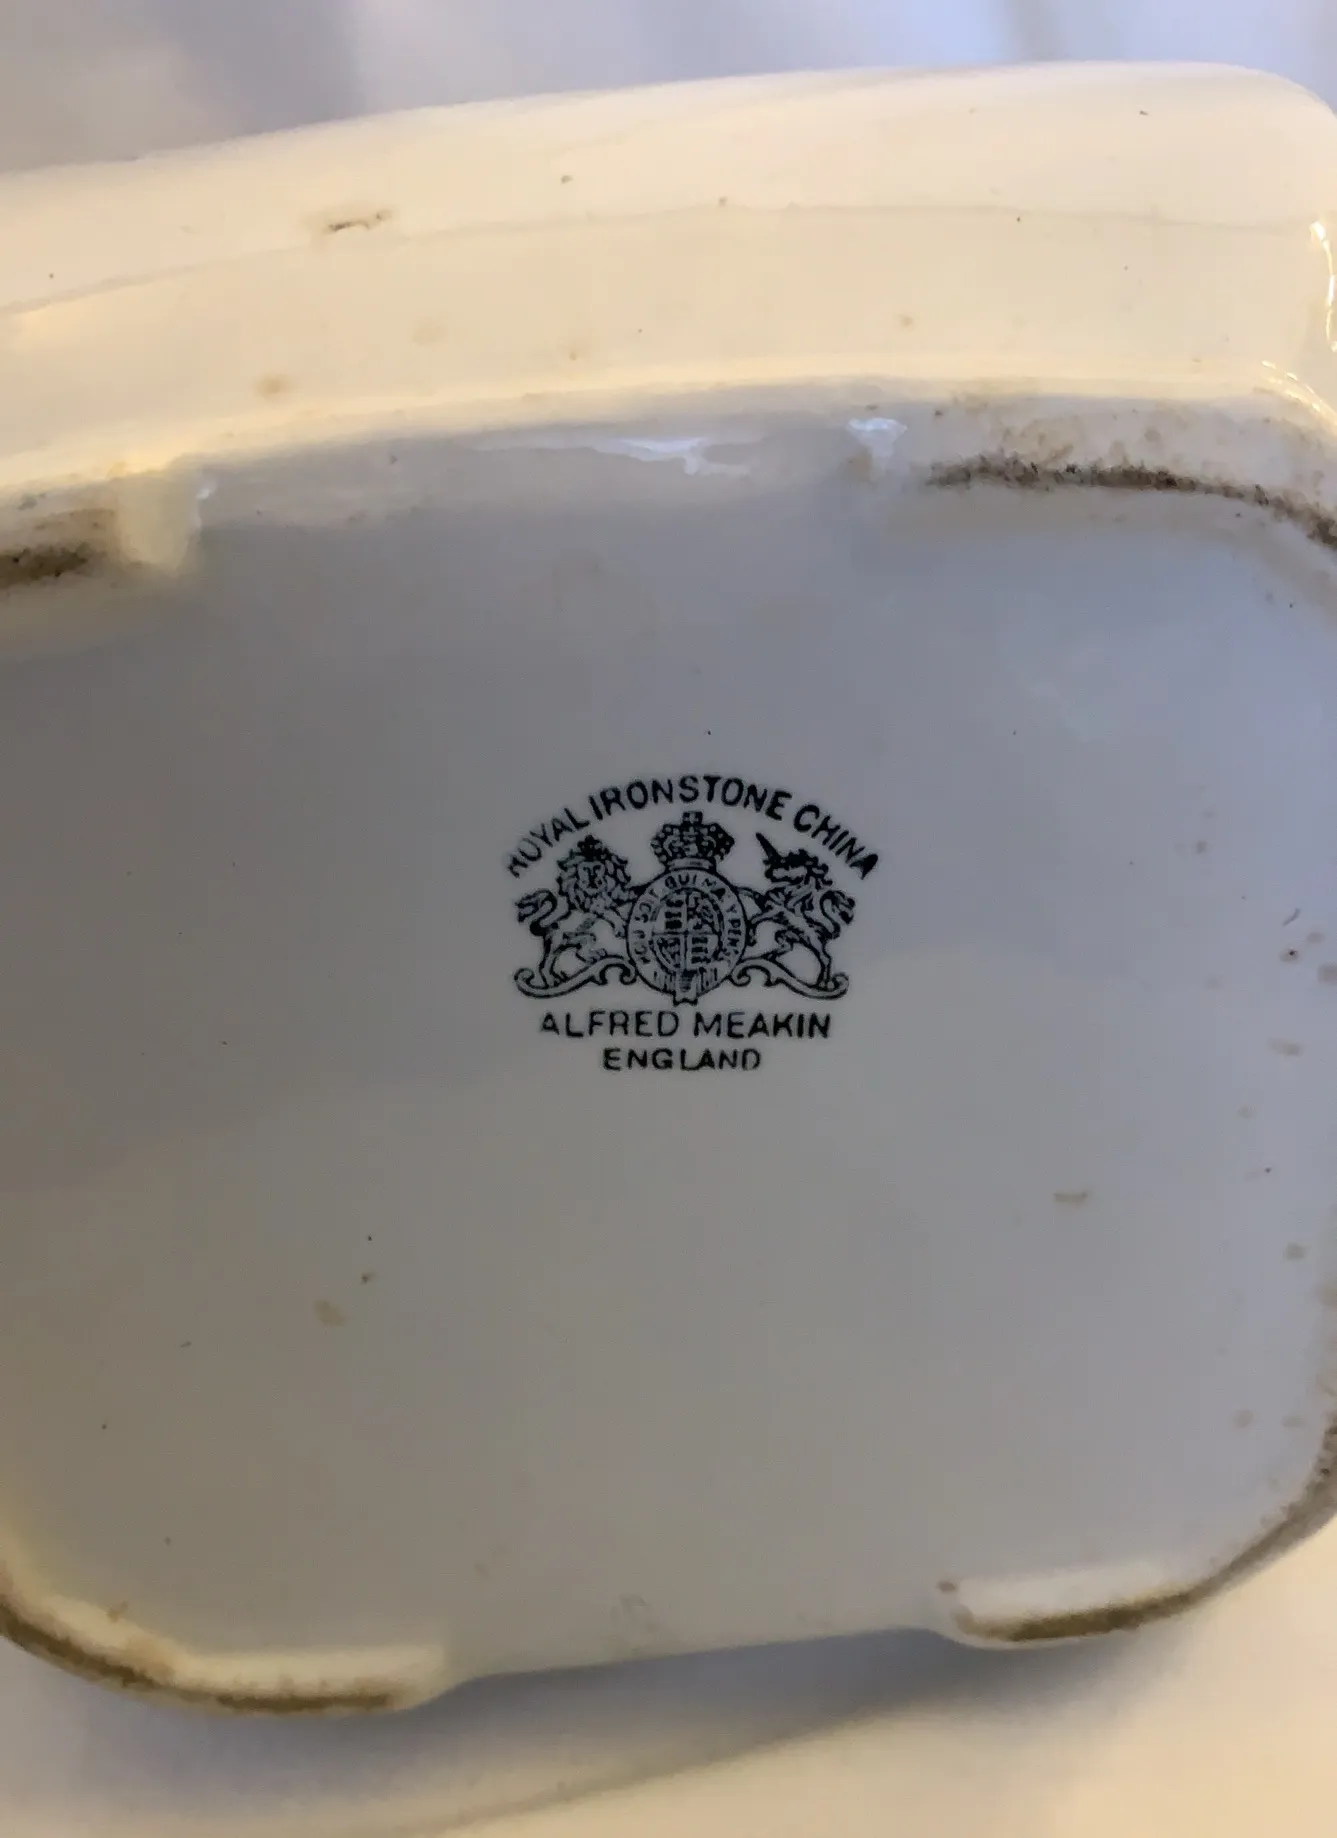 ROYAL IRONSTONE CHINA
ALFRED MEAKIN
ENGLAND